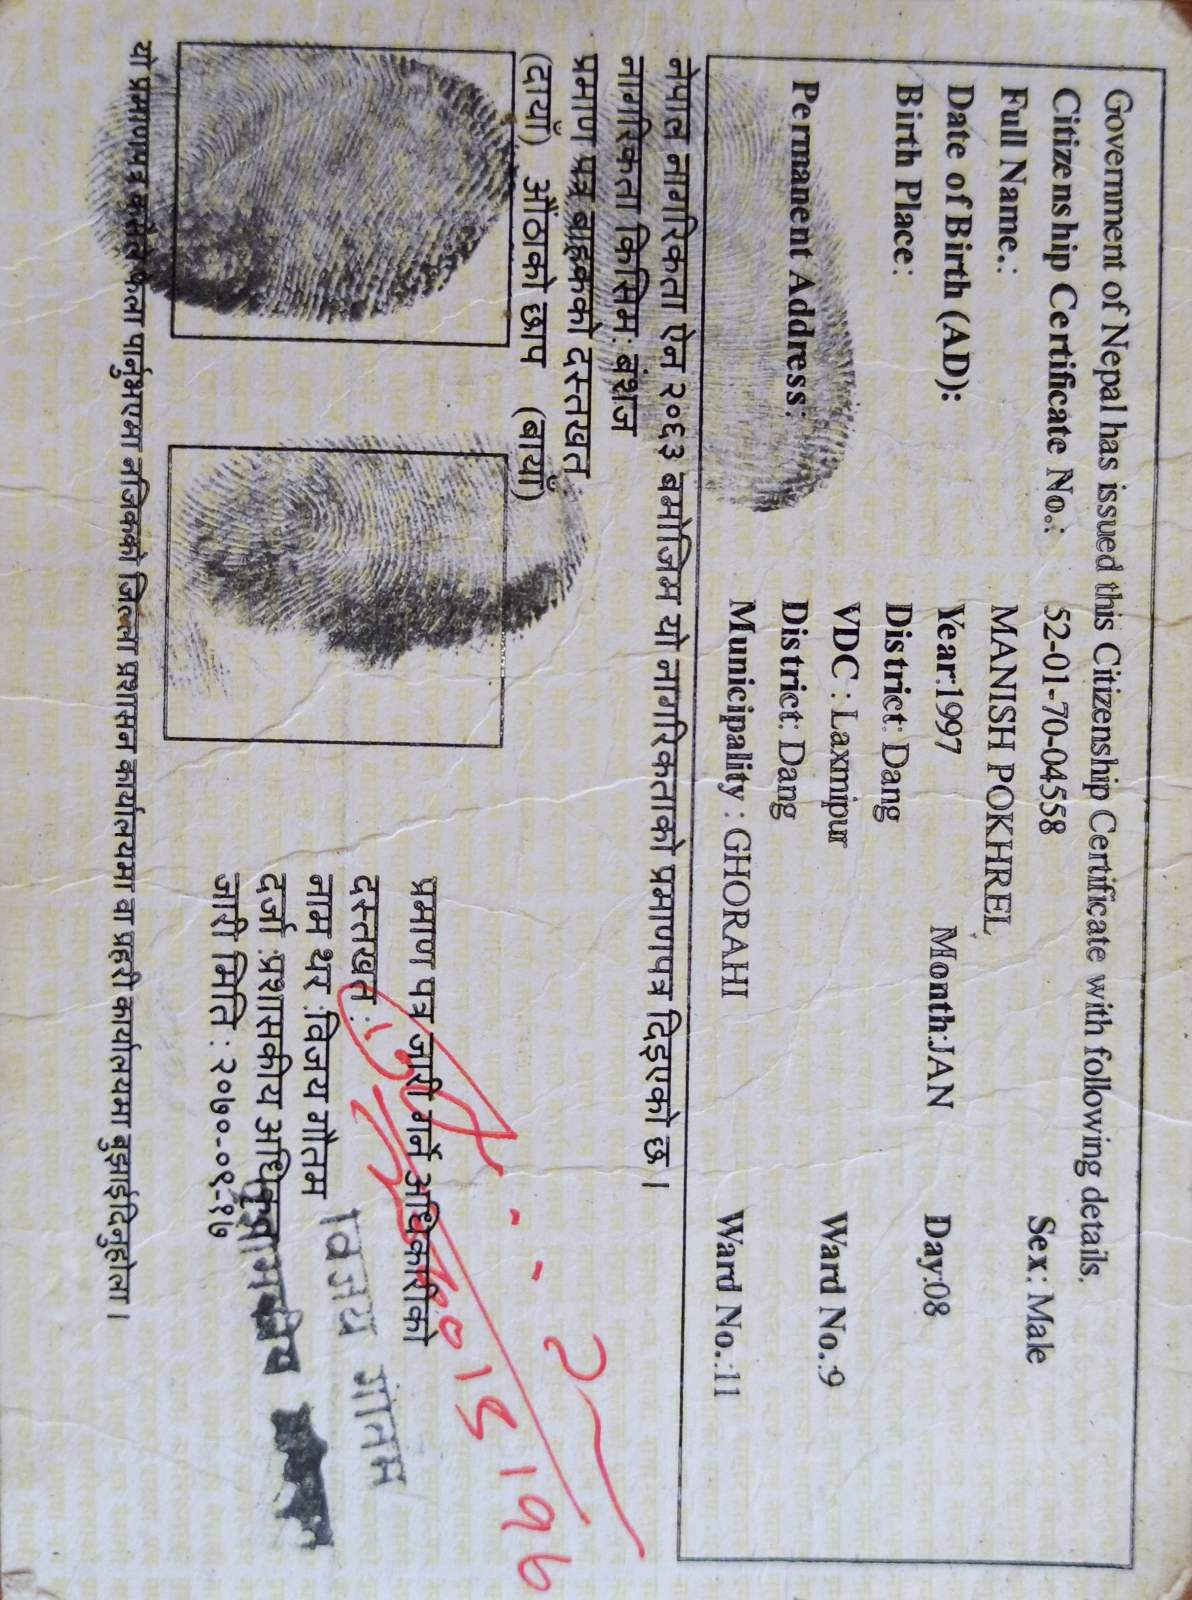 Government of Nepal has issued this Citizenship Certificate with following details.
Citizenship Certificate No.: 52-01-70-04558 Sex: Male
Full Name.: MANISH POKHREL
Date of Birth (AD): Year:1997 Month:JAN Day:08
Birth Place: District: Dang
VDC : Laxmipur Ward No.:9
Permanent Address: District: Dang
Municipality : GHORAHI Ward No.:11
नेपाल नागरिकता ऐन २०६३ बमोजिम यो नागरिकताको प्रमाणपत्र दिइएको छ ।
नागरिकता किसिम: बंशज
प्रमाण पत्र बाहकको दस्तखत
(दायाँ) औंठाको छाप (बायाँ)
प्रमाण पत्र जारी गर्ने अधिकारीको
दस्तखत :
नाम थर :विजय गौतम
दर्जा :प्रशासकीय अधिकृत
जारी मिति : २०७०-०९-१७
विजय गौतम
यो प्रमाणपत्र कसैले फेला पार्नुभएमा नजिकको जिल्ला प्रशासन कार्यालयमा वा प्रहरी कार्यालयमा बुझाईदिनुहोला ।